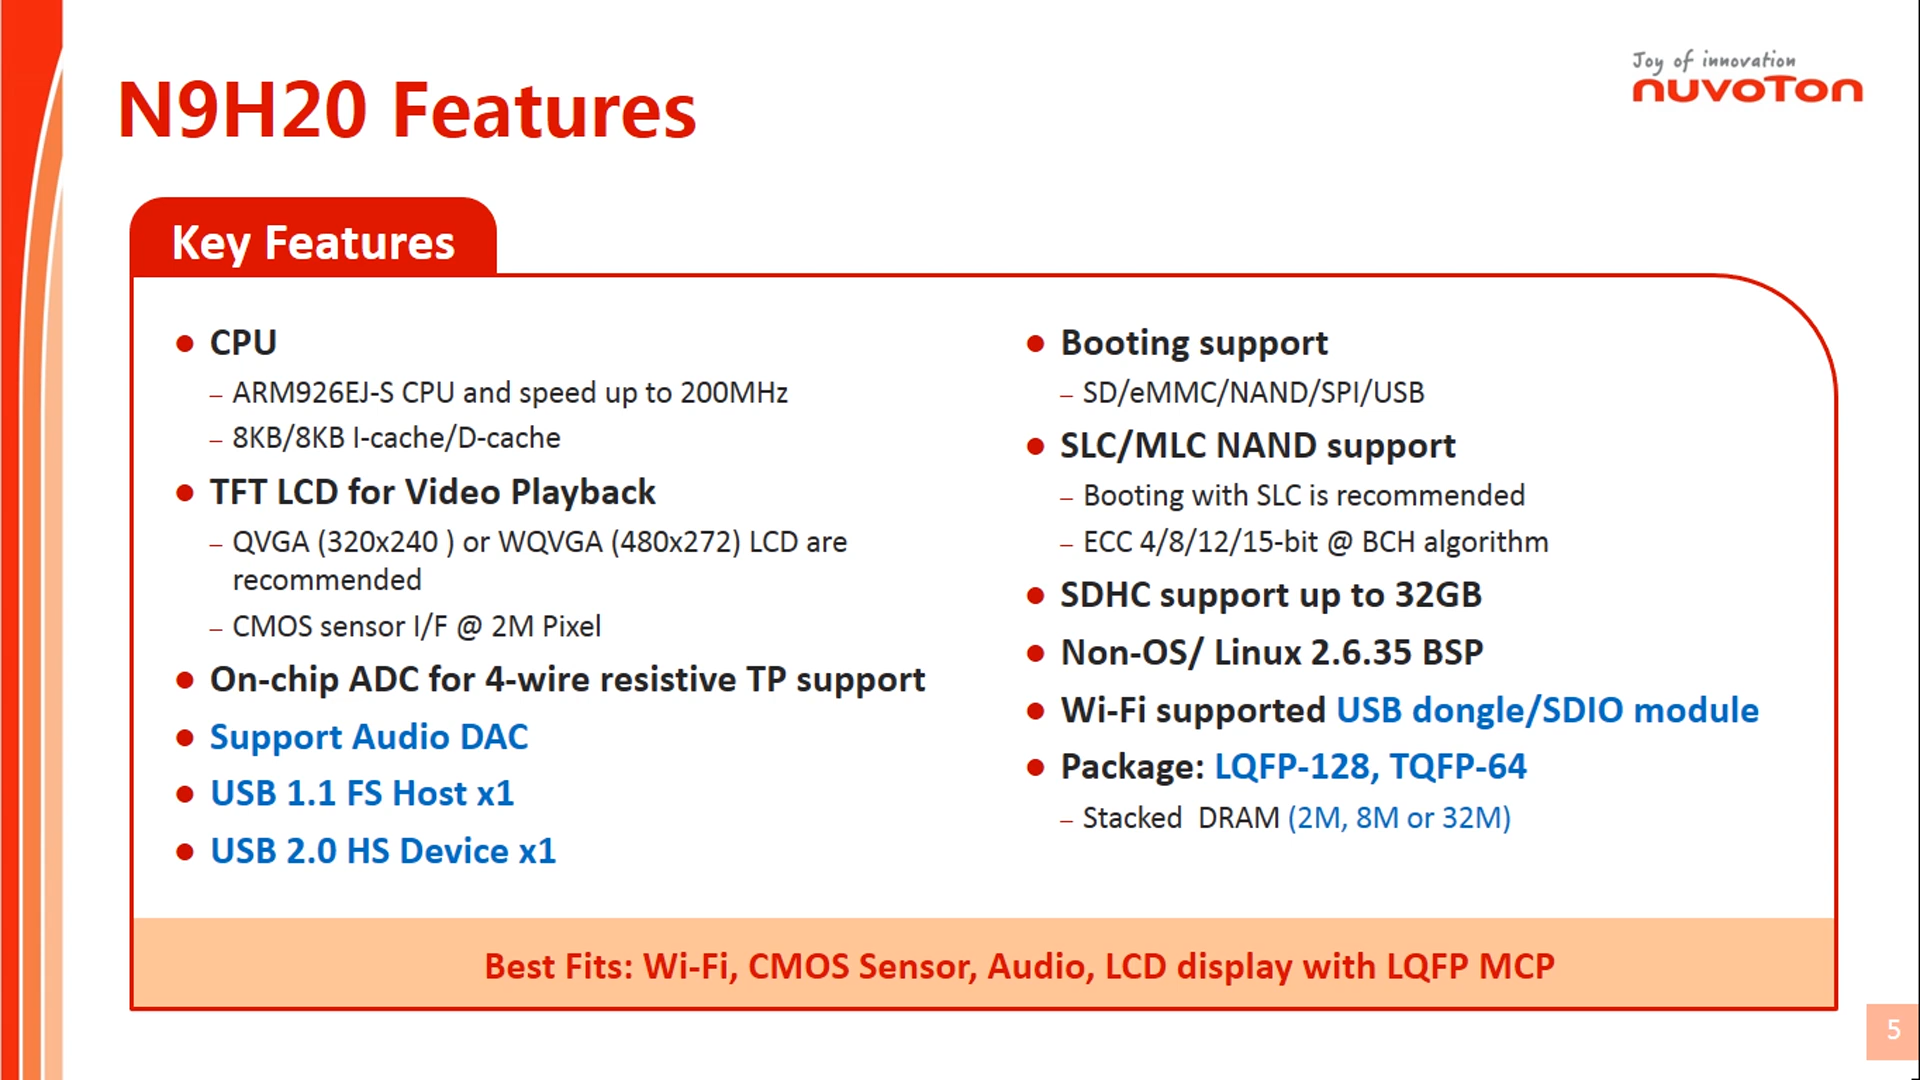 Joy of innovation
nuvoTon
N9H20 Features
Key Features
● CPU
– ARM926EJ-S CPU and speed up to 200MHz
– 8KB/8KB I-cache/D-cache
● TFT LCD for Video Playback
– QVGA (320x240 ) or WQVGA (480x272) LCD are
recommended
– CMOS sensor I/F @ 2M Pixel
● On-chip ADC for 4-wire resistive TP support
● Support Audio DAC
● USB 1.1 FS Host x1
● USB 2.0 HS Device x1
● Booting support
– SD/eMMC/NAND/SPI/USB
● SLC/MLC NAND support
– Booting with SLC is recommended
– ECC 4/8/12/15-bit @ BCH algorithm
● SDHC support up to 32GB
● Non-OS/ Linux 2.6.35 BSP
● Wi-Fi supported USB dongle/SDIO module
● Package: LQFP-128, TQFP-64
– Stacked  DRAM (2M, 8M or 32M)
Best Fits: Wi-Fi, CMOS Sensor, Audio, LCD display with LQFP MCP
5